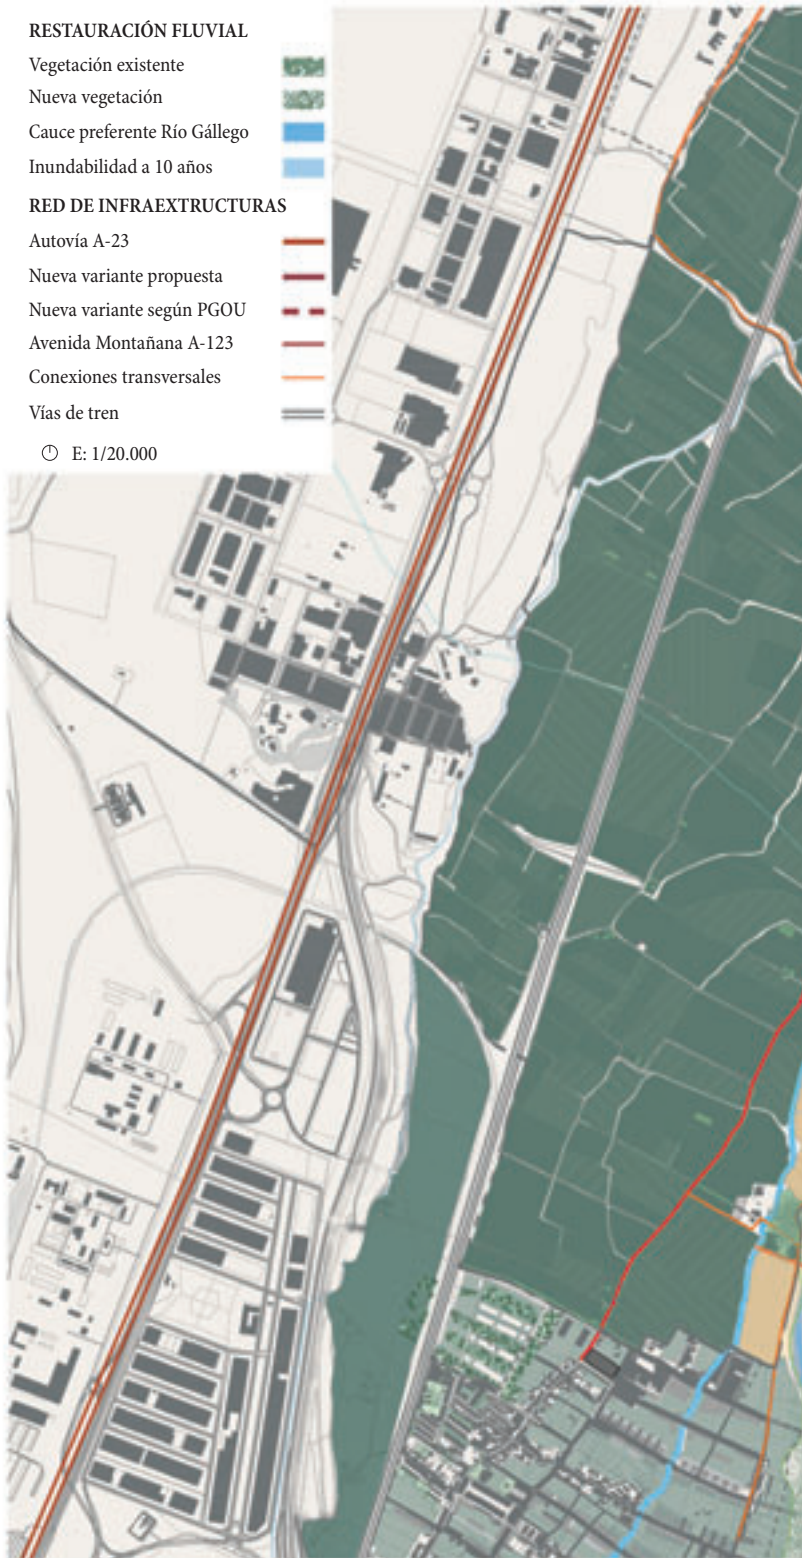 RESTAURACIÓN FLUVIAL
Vegetación existente
Nueva vegetación
Cauce preferente Río Gállego
Inundabilidad a 10 años
RED DE INFRAEXTRUCTURAS
Autovía A-23
Nueva variante propuesta
Nueva variante según PGOU
Avenida Montañana A-123
Conexiones transversales
Vías de tren
E: 1/20.000